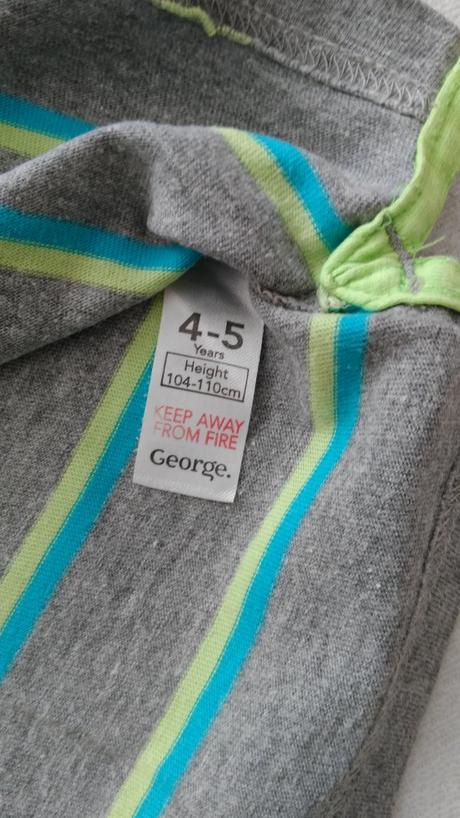 4-5
Years
Height
104-110cm
KEEP AWAY
FROM FIRE
George.